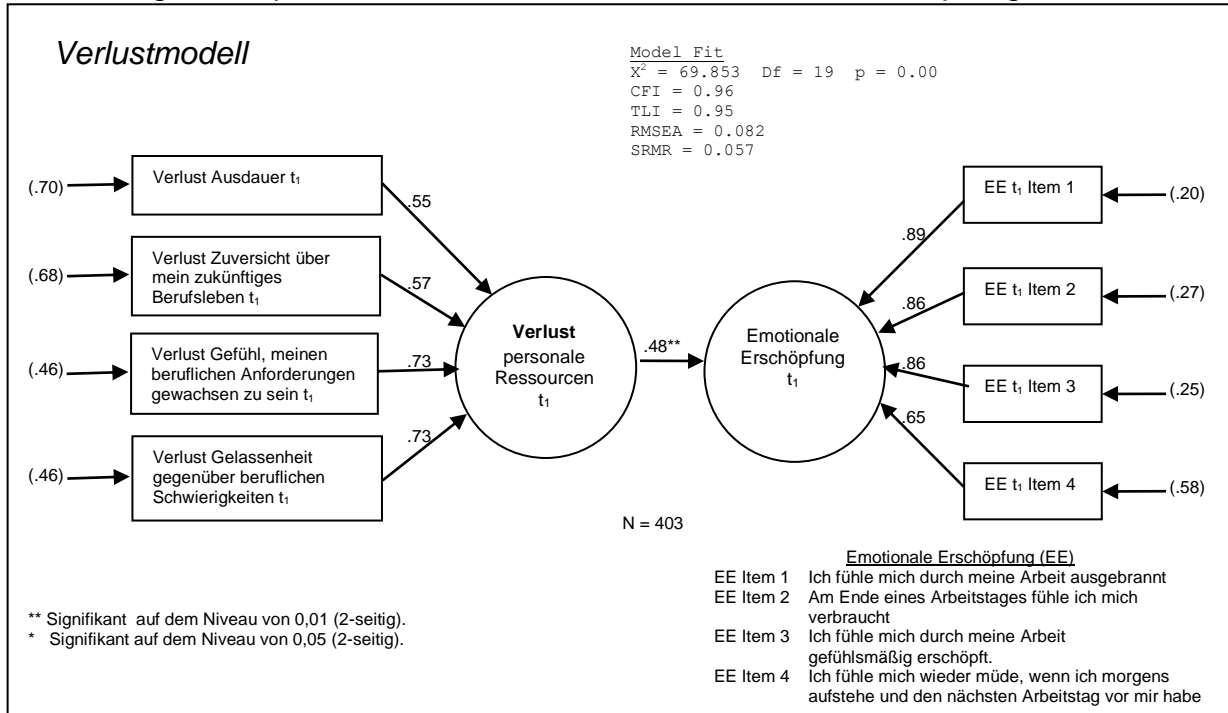 Verlustmodell
Model Fit
X² = 69.853 Df = 19 p = 0.00
CFI = 0.96
TLI = 0.95
RMSEA = 0.082
SRMR = 0.057
(.70)
Verlust Ausdauer t₁
.55
(.68)
Verlust Zuversicht über
mein zukünftiges
Berufsleben t₁
.57
(.46)
Verlust Gefühl, meinen
beruflichen Anforderungen
gewachsen zu sein t₁
.73
(.46)
Verlust Gelassenheit
gegenüber beruflichen
Schwierigkeiten t₁
.73
Verlust
personale
Ressourcen
t₁
.48**
Emotionale
Erschöpfung
t₁
.89
EE t₁ Item 1
(.20)
.86
EE t₁ Item 2
(.27)
.86
EE t₁ Item 3
(.25)
.65
EE t₁ Item 4
(.58)
N = 403
** Signifikant auf dem Niveau von 0,01 (2-seitig).
* Signifikant auf dem Niveau von 0,05 (2-seitig).
Emotionale Erschöpfung (EE)
EE Item 1 Ich fühle mich durch meine Arbeit ausgebrannt
EE Item 2 Am Ende eines Arbeitstages fühle ich mich
verbraucht
EE Item 3 Ich fühle mich durch meine Arbeit
gefühlsmäßig erschöpft.
EE Item 4 Ich fühle mich wieder müde, wenn ich morgens
aufstehe und den nächsten Arbeitstag vor mir habe